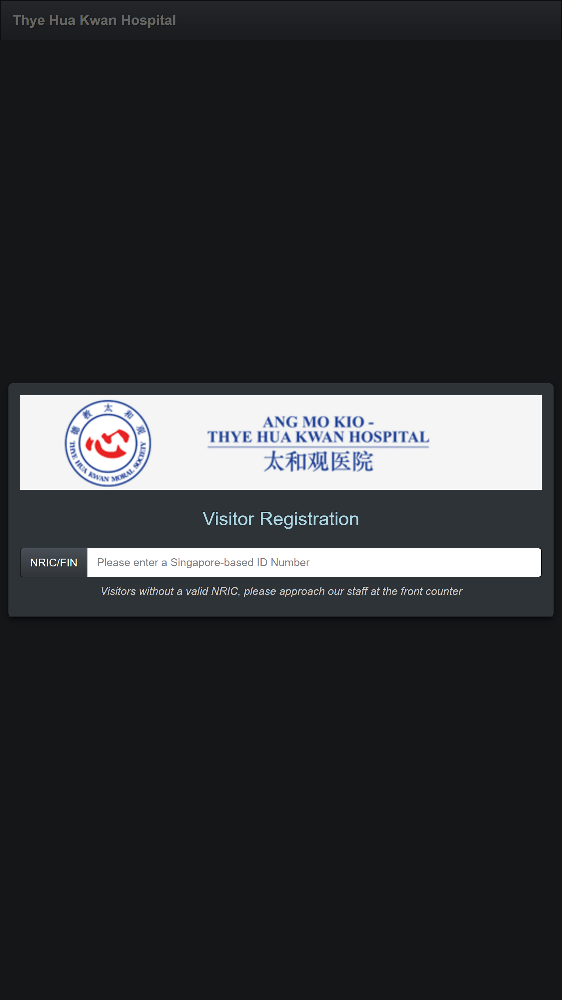 Thye Hua Kwan Hospital
德教太和观
THYE HUA KWAN MORAL SOCIETY
ANG MO KIO -
THYE HUA KWAN HOSPITAL
太和观医院
Visitor Registration
NRIC/FIN
Please enter a Singapore-based ID Number
Visitors without a valid NRIC, please approach our staff at the front counter